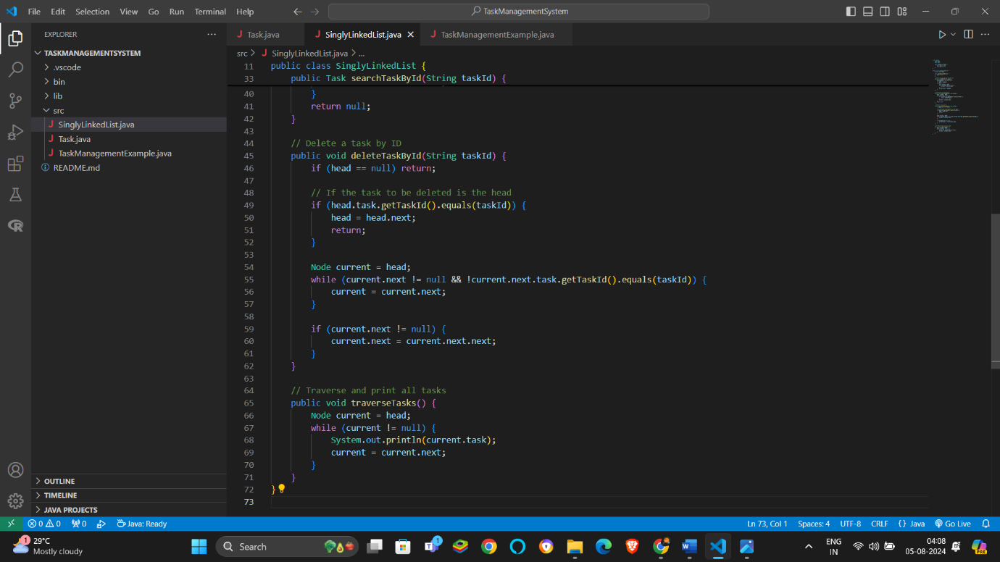 File Edit Selection View Go Run Terminal Help
TaskManagementSystem
EXPLORER
TASKMANAGEMENTSYSTEM
.vscode
bin
lib
src
J SinglyLinkedList.java
J Task.java
J TaskManagementExample.java
README.md
OUTLINE
TIMELINE
JAVA PROJECTS
J Task.java J SinglyLinkedList.java J TaskManagementExample.java
src > J SinglyLinkedList.java > ...
11 public class SinglyLinkedList {
33 public Task searchTaskById(String taskId) {
40 }
41 return null;
42 }
43
44 // Delete a task by ID
45 public void deleteTaskById(String taskId) {
46 if (head == null) return;
47
48 // If the task to be deleted is the head
49 if (head.task.getTaskId().equals(taskId)) {
50 head = head.next;
51 return;
52 }
53
54 Node current = head;
55 while (current.next != null && !current.next.task.getTaskId().equals(taskId)) {
56 current = current.next;
57 }
58
59 if (current.next != null) {
60 current.next = current.next.next;
61 }
62 }
63
64 // Traverse and print all tasks
65 public void traverseTasks() {
66 Node current = head;
67 while (current != null) {
68 System.out.println(current.task);
69 current = current.next;
70 }
71 }
72 }
73
0 0 0 Java: Ready Ln 73, Col 1 Spaces: 4 UTF-8 CRLF {} Java Go Live
1 29°C
Mostly cloudy
Search
1
ENG
IN
04:08
05-08-2024
PRE